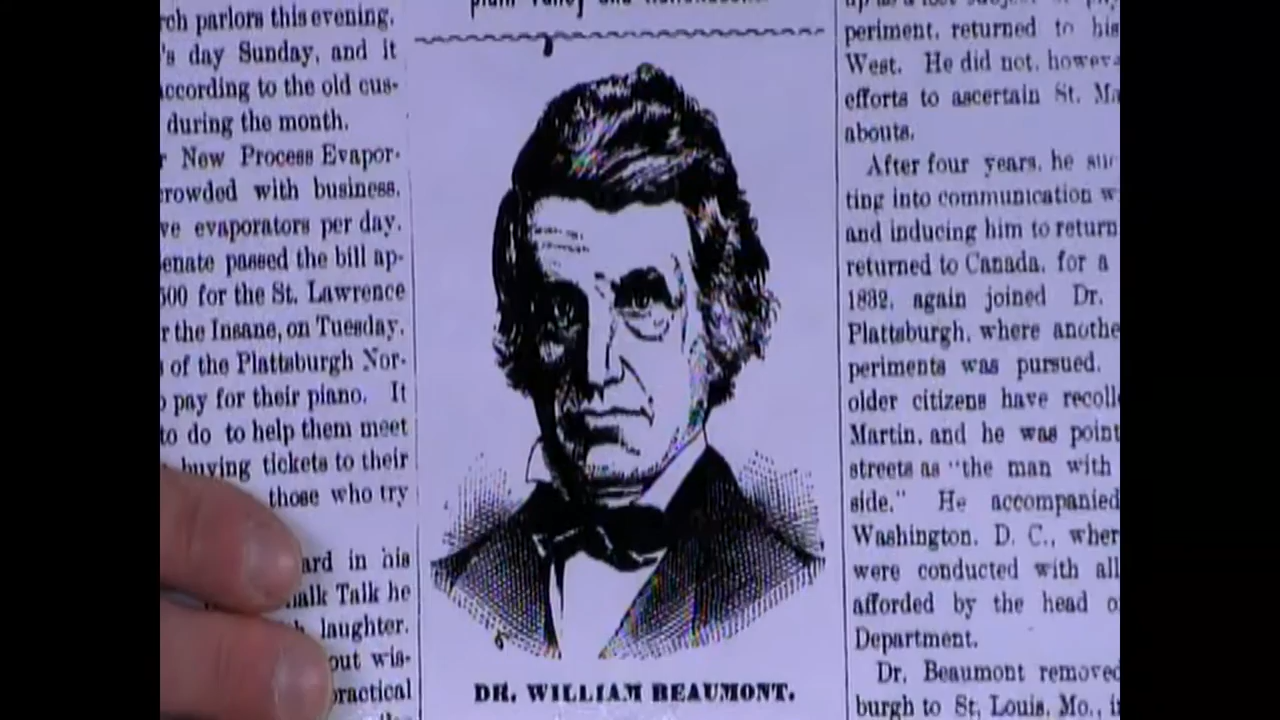 rch parlors this evening.
's day Sunday, and it
according to the old cus-
during the month.
r New Process Evapor-
crowded with business.
ve evaporators per day.
enate passed the bill ap-
500 for the St. Lawrence
r the Insane, on Tuesday.
of the Plattsburgh Nor-
o pay for their piano. It
to do to help them meet
buying tickets to their
those who try
ard in his
halk Talk he
laughter.
out wis-
practical
DR. WILLIAM BEAUMONT.
periment, returned to his
West. He did not, howev
efforts to ascertain St. Ma
abouts.
After four years, he suc
ting into communication w
and inducing him to return
returned to Canada, for a
1832, again joined Dr.
Plattsburgh, where anothe
periments was pursued.
older citizens have recoll
Martin, and he was point
streets as "the man with
side." He accompanied
Washington, D. C., wher
were conducted with all
afforded by the head o
Department.
Dr. Beaumont removed
burgh to St. Louis, Mo., i